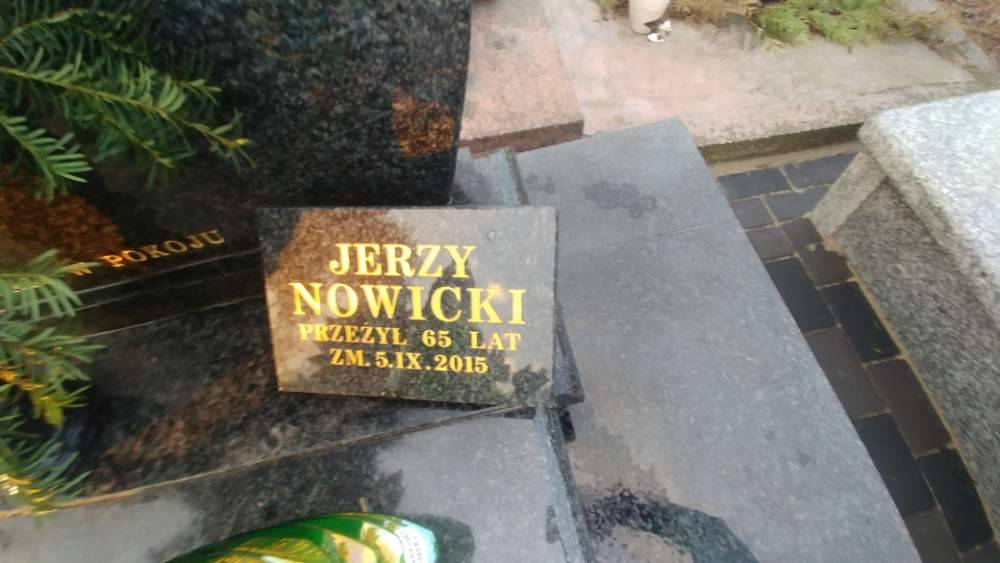 W POKOJU
JERZY
NOWICKI
PRZEŻYŁ 65 LAT
ZM. 5.IX.2015